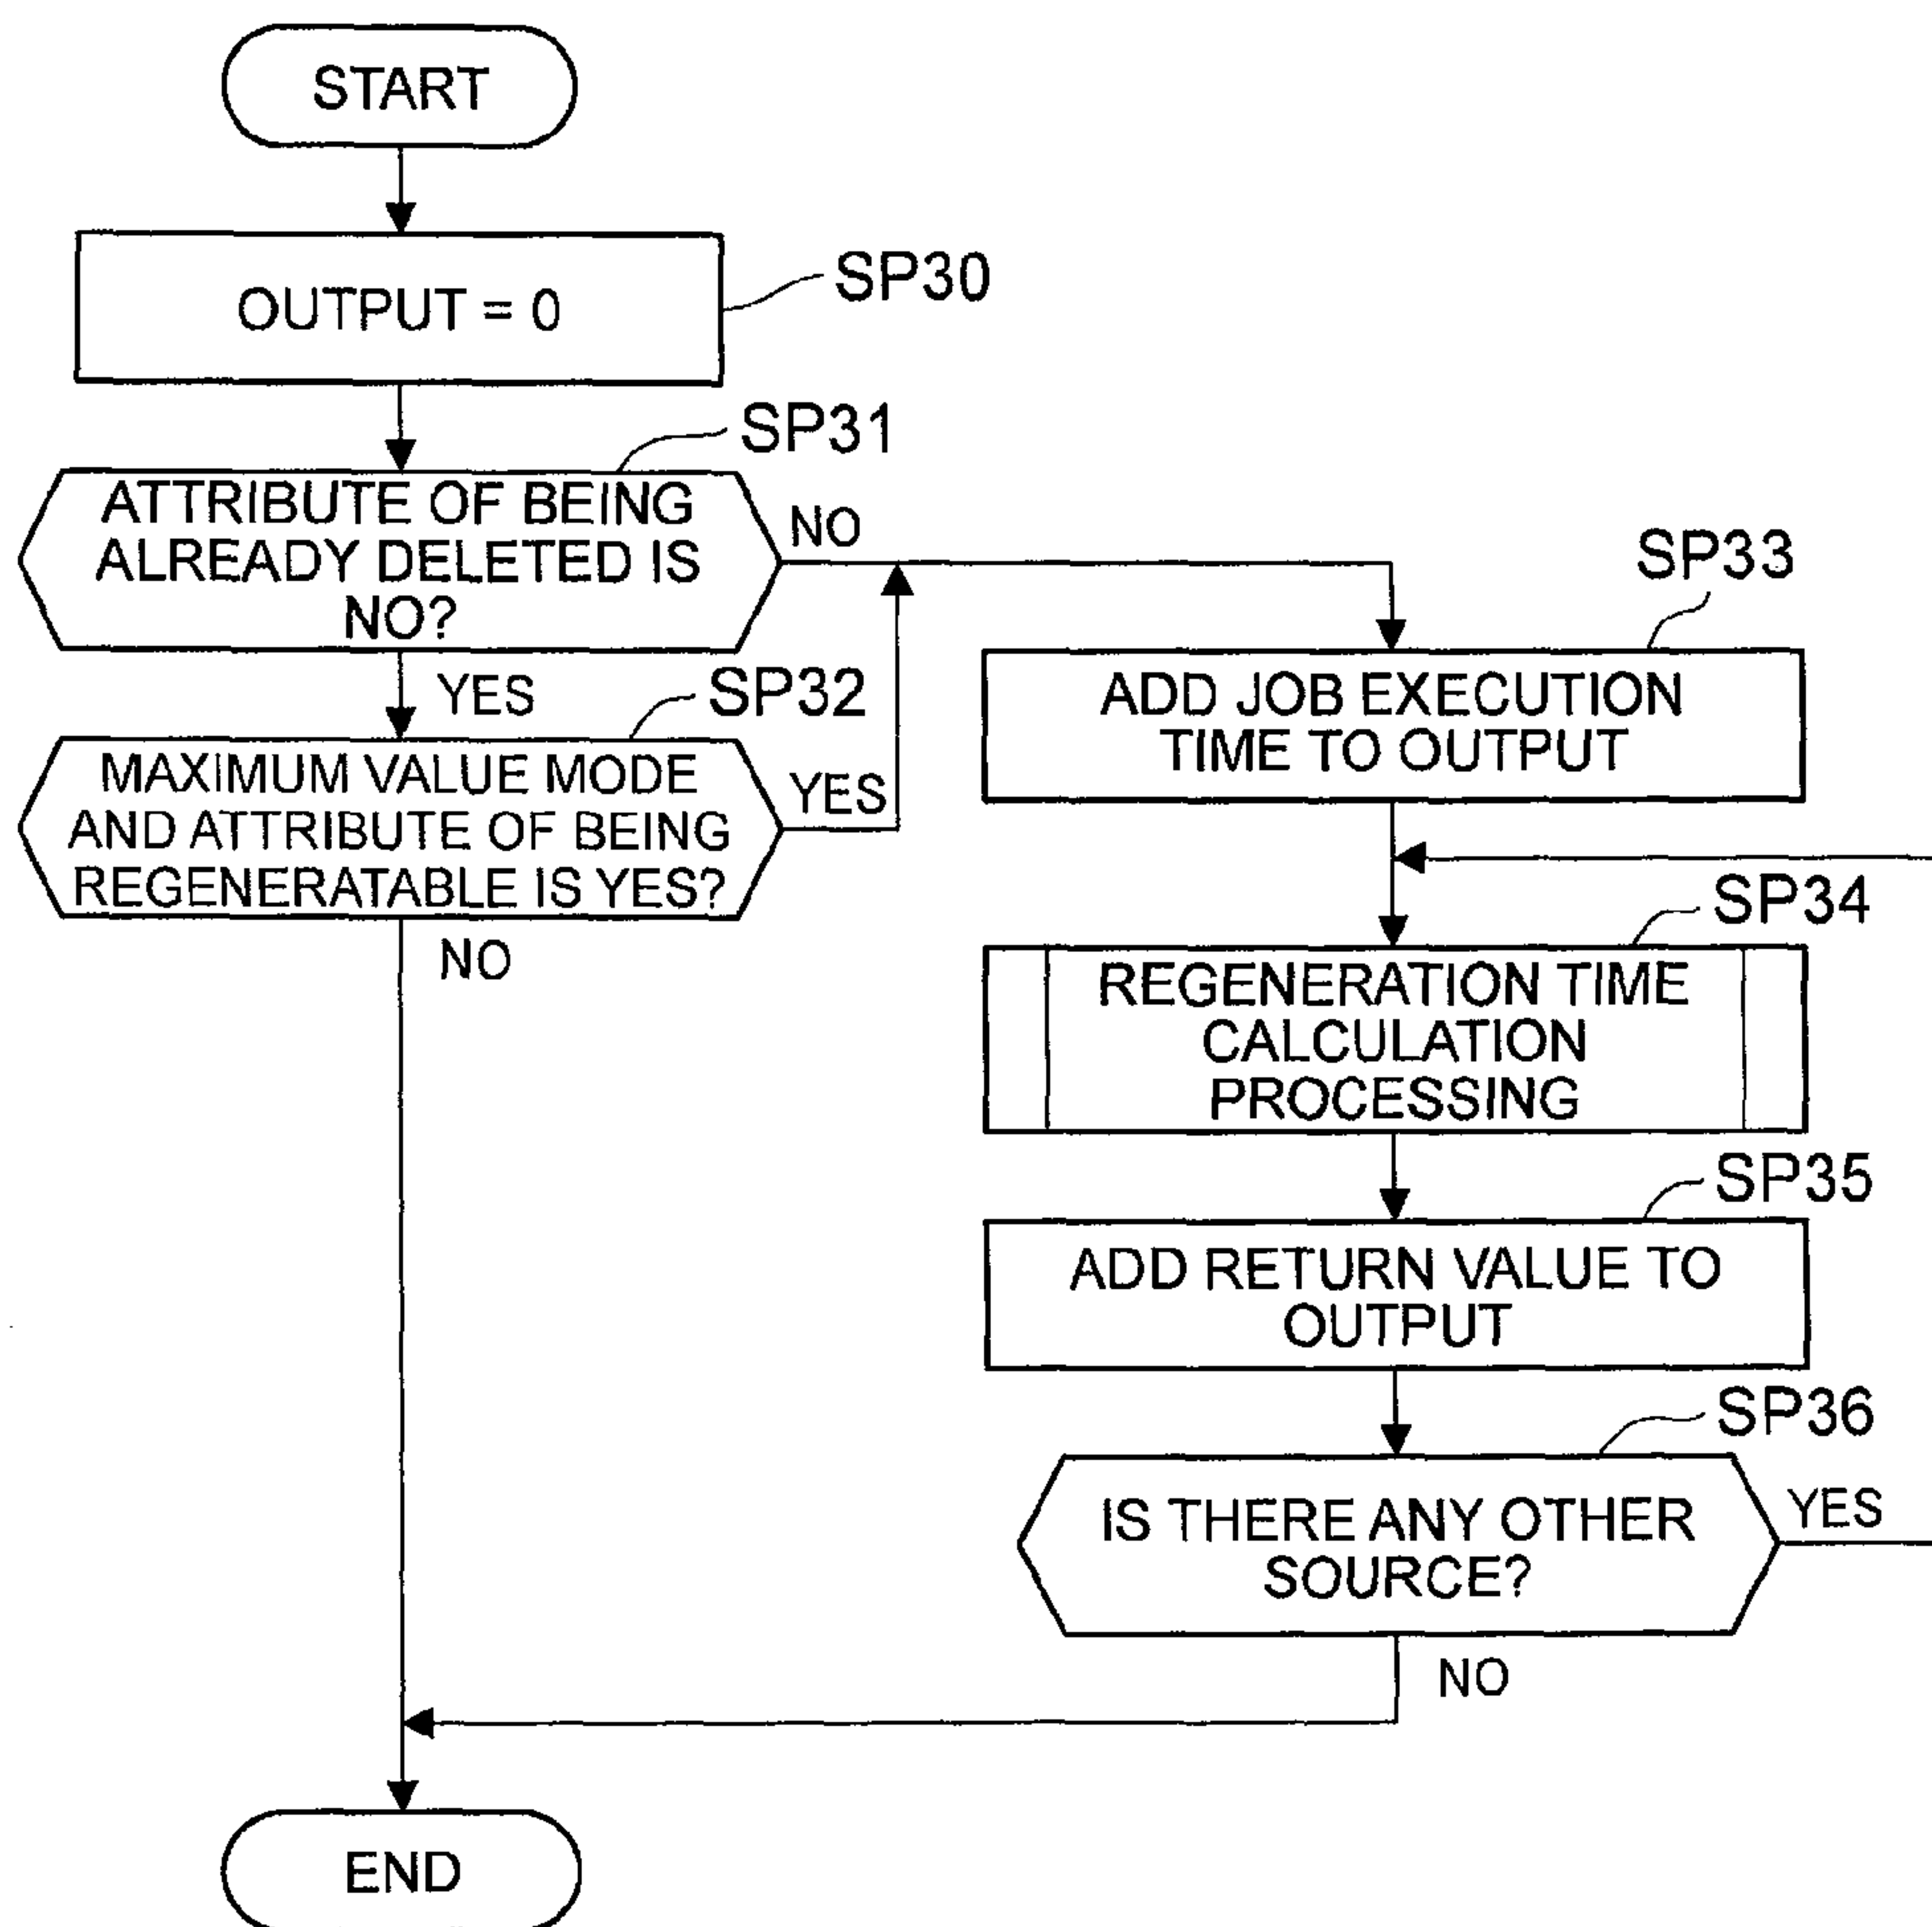 START
OUTPUT = 0
SP30
SP31
ATTRIBUTE OF BEING
ALREADY DELETED IS
NO?
NO
YES
SP32
MAXIMUM VALUE MODE
AND ATTRIBUTE OF BEING
REGENERATABLE IS YES?
YES
NO
SP33
ADD JOB EXECUTION
TIME TO OUTPUT
SP34
REGENERATION TIME
CALCULATION
PROCESSING
SP35
ADD RETURN VALUE TO
OUTPUT
SP36
IS THERE ANY OTHER
SOURCE?
YES
NO
END